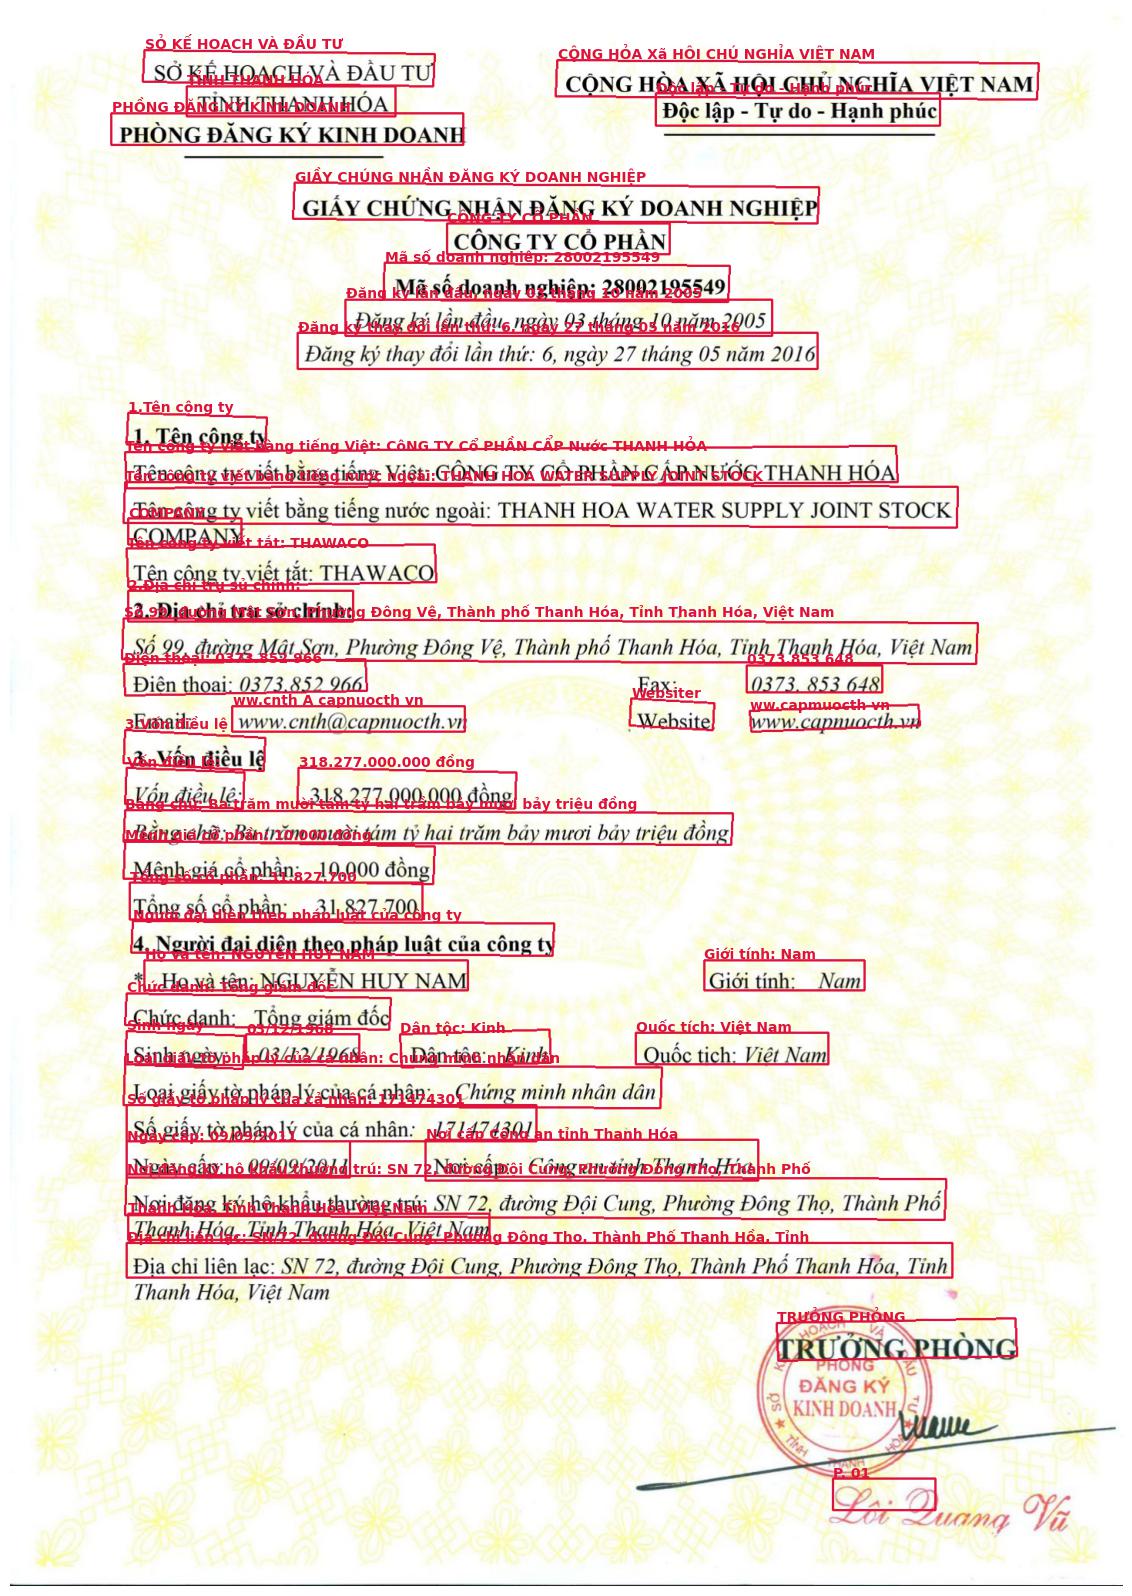 SỞ KẾ HOẠCH VÀ ĐẦU TƯ
TỈNH THANH HÓA
PHÒNG ĐĂNG KÝ KINH DOANH
CỘNG HÒA XÃ HỘI CHỦ NGHĨA VIỆT NAM
Độc lập - Tự do - Hạnh phúc
GIẤY CHỨNG NHẬN ĐĂNG KÝ DOANH NGHIỆP
CÔNG TY CỔ PHẦN
Mã số doanh nghiệp: 28002195549
Đăng ký lần đầu, ngày 03 tháng 10 năm 2005
Đăng ký thay đổi lần thứ: 6, ngày 27 tháng 05 năm 2016
1. Tên công ty
Tên công ty viết bằng tiếng Việt: CÔNG TY CỔ PHẦN CẤP NƯỚC THANH HÓA
Tên công ty viết bằng tiếng nước ngoài: THANH HOA WATER SUPPLY JOINT STOCK
COMPANY
Tên công ty viết tắt: THAWACO
2. Địa chỉ trụ sở chính:
Số 99, đường Mật Sơn, Phường Đông Vệ, Thành phố Thanh Hóa, Tỉnh Thanh Hóa, Việt Nam
Điện thoại: 0373.852 966 Fax: 0373. 853 648
Email: www.cnth@capnuocth.vn Website www.capnuocth.vn
3. Vốn điều lệ
Vốn điều lệ: 318.277.000.000 đồng
Bằng chữ: Ba trăm mười tám tỷ hai trăm bảy mươi bảy triệu đồng
Mệnh giá cổ phần: 10.000 đồng
Tổng số cổ phần: 31.827.700
4. Người đại diện theo pháp luật của công ty
* Họ và tên: NGUYỄN HUY NAM Giới tính: Nam
Chức danh: Tổng giám đốc
Sinh ngày: 03/12/1968 Dân tộc: Kinh Quốc tịch: Việt Nam
Loại giấy tờ pháp lý của cá nhân: Chứng minh nhân dân
Số giấy tờ pháp lý của cá nhân: 171474301
Ngày cấp: 09/09/2011 Nơi cấp: Công an tỉnh Thanh Hóa
Nơi đăng ký hộ khẩu thường trú: SN 72, đường Đội Cung, Phường Đông Thọ, Thành Phố
Thanh Hóa, Tỉnh Thanh Hóa, Việt Nam
Địa chỉ liên lạc: SN 72, đường Đội Cung, Phường Đông Thọ, Thành Phố Thanh Hóa, Tỉnh
Thanh Hóa, Việt Nam
TRƯỞNG PHÒNG
PHÒNG
ĐĂNG KÝ
KINH DOANH
P. 01
Lôi Quang Vũ